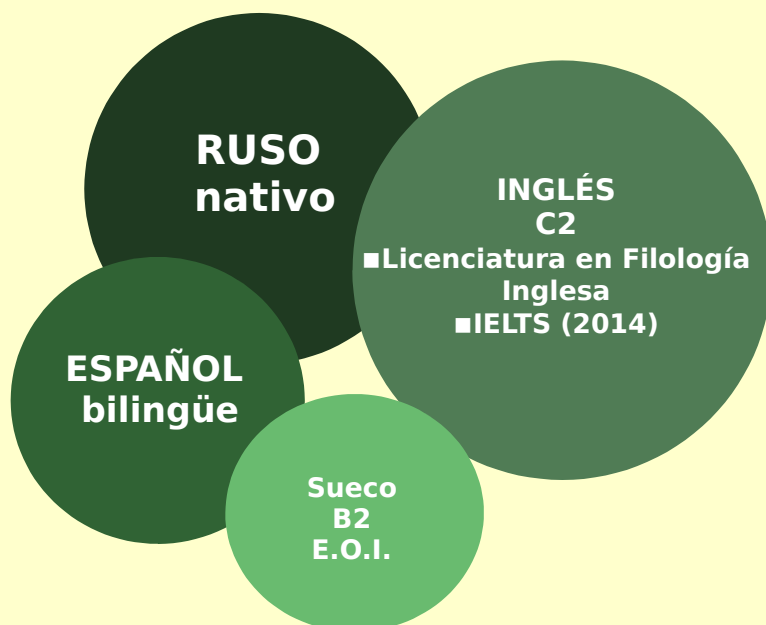 RUSO
nativo
INGLÉS
C2
▪Licenciatura en Filología
Inglesa
▪IELTS (2014)
ESPAÑOL
bilingüe
Sueco
B2
E.O.I.